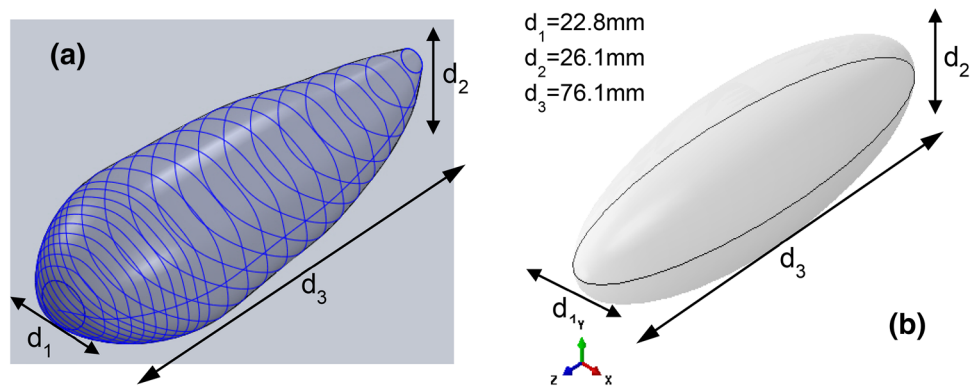 (a)
d2
d3
d1
d1=22.8mm
d2=26.1mm
d3=76.1mm
d2
d3
d1
(b)
Y
Z
X